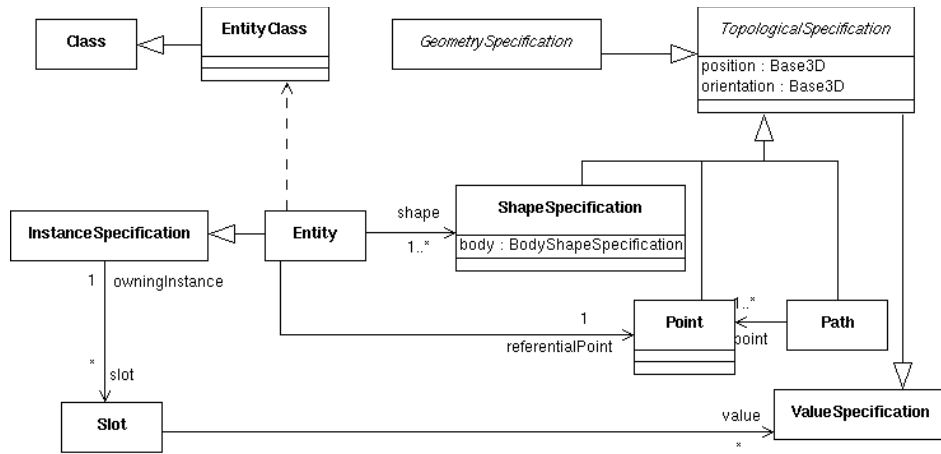 Class
EntityClass
GeometrySpecification
TopologicalSpecification
position : Base3D
orientation : Base3D
InstanceSpecification
Entity
shape
1..*
ShapeSpecification
body : BodyShapeSpecification
1
owningInstance
1
referentialPoint
Point
1..*
point
Path
*
slot
Slot
value
*
ValueSpecification